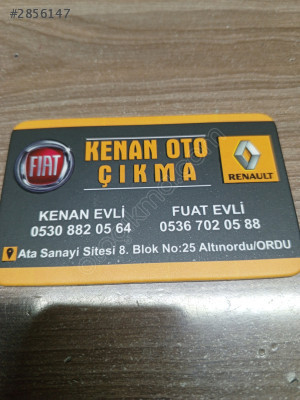 #2856147
KENAN OTO
ÇIKMA
FIAT
RENAULT
KENAN EVLİ
0530 882 05 64
FUAT EVLİ
0536 702 05 88
Ata Sanayi Sitesi 8. Blok No:25 Altınordu/ORDU